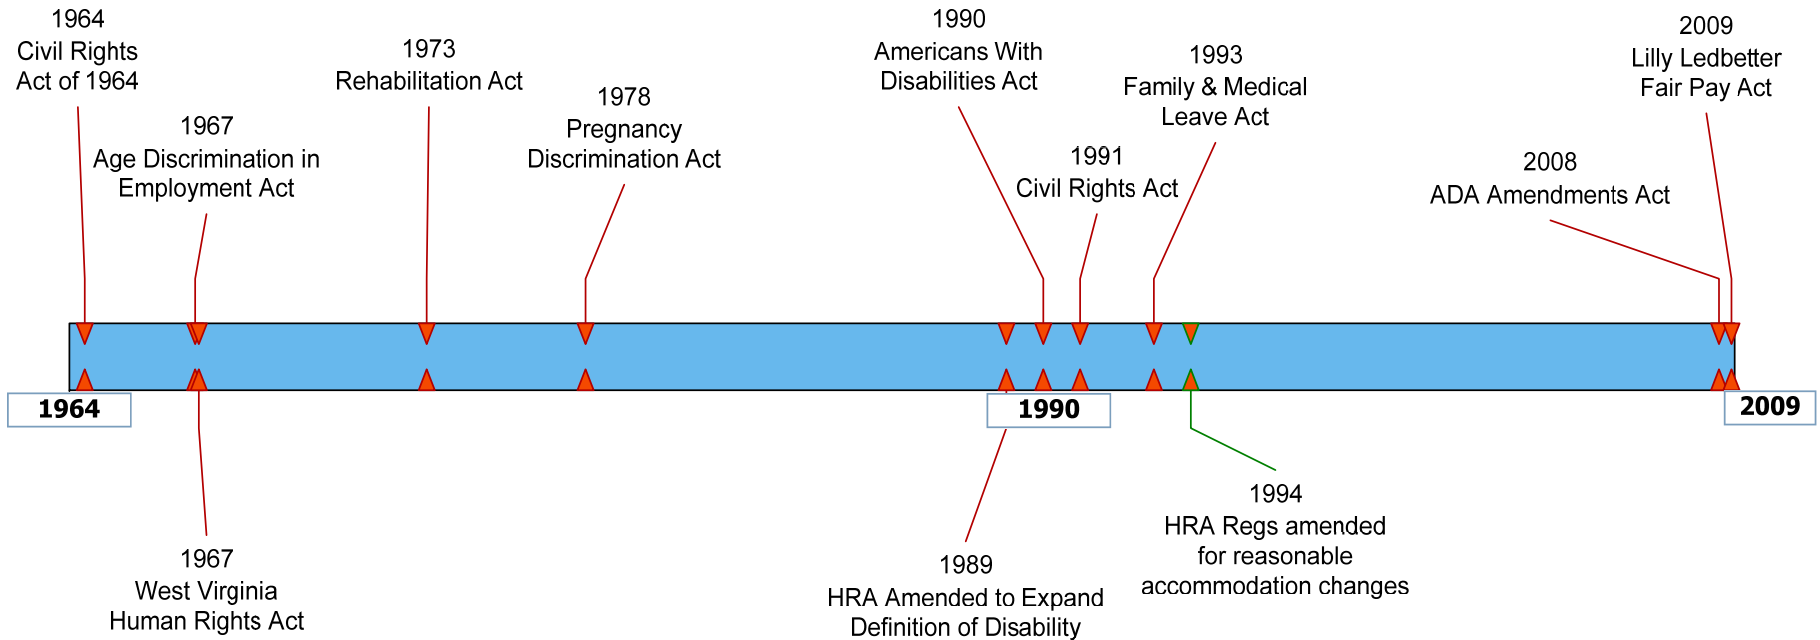 1964
Civil Rights
Act of 1964
1967
Age Discrimination in
Employment Act
1973
Rehabilitation Act
1978
Pregnancy
Discrimination Act
1990
Americans With
Disabilities Act
1991
Civil Rights Act
1993
Family & Medical
Leave Act
2008
ADA Amendments Act
2009
Lilly Ledbetter
Fair Pay Act
1964
1990
2009
1967
West Virginia
Human Rights Act
1989
HRA Amended to Expand
Definition of Disability
1994
HRA Regs amended
for reasonable
accommodation changes